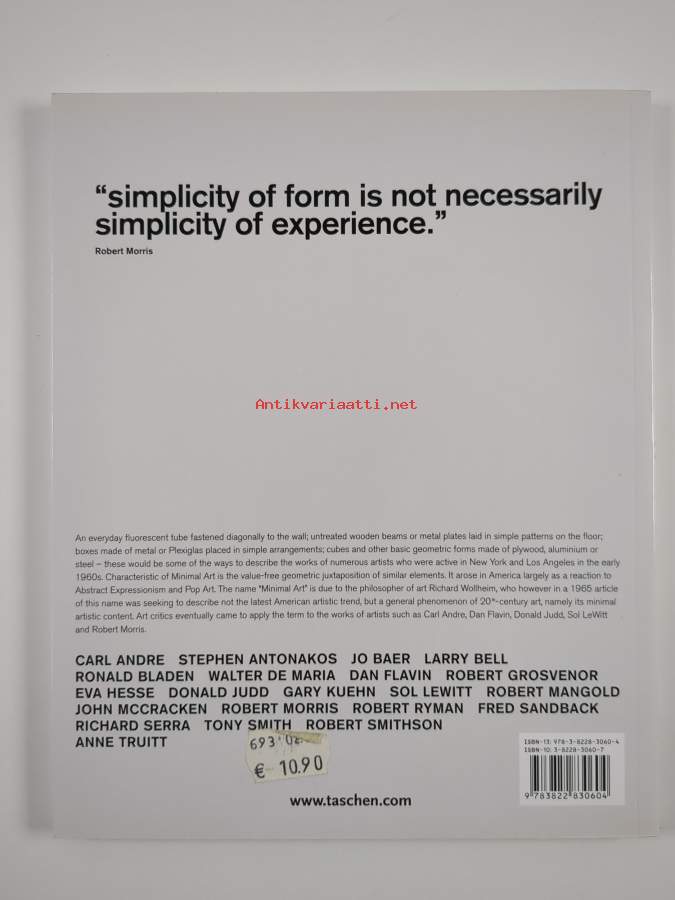 “simplicity of form is not necessarily
simplicity of experience.”
Robert Morris
Antikvariaatti.net
An everyday fluorescent tube fastened diagonally to the wall; untreated wooden beams or metal plates laid in simple patterns on the floor;
boxes made of metal or Plexiglas placed in simple arrangements; cubes and other basic geometric forms made of plywood, aluminium or
steel – these would be some of the ways to describe the works of numerous artists who were active in New York and Los Angeles in the early
1960s. Characteristic of Minimal Art is the value-free geometric juxtaposition of similar elements. It arose in America largely as a reaction to
Abstract Expressionism and Pop Art. The name “Minimal Art” is due to the philosopher of art Richard Wollheim, who however in a 1965 article
of this name was seeking to describe not the latest American artistic trend, but a general phenomenon of 20th-century art, namely its minimal
artistic content. Art critics eventually came to apply the term to the works of artists such as Carl Andre, Dan Flavin, Donald Judd, Sol LeWitt
and Robert Morris.
CARL ANDRE STEPHEN ANTONAKOS JO BAER LARRY BELL
RONALD BLADEN WALTER DE MARIA DAN FLAVIN ROBERT GROSVENOR
EVA HESSE DONALD JUDD GARY KUEHN SOL LEWITT ROBERT MANGOLD
JOHN MCCRACKEN ROBERT MORRIS ROBERT RYMAN FRED SANDBACK
RICHARD SERRA TONY SMITH ROBERT SMITHSON
ANNE TRUITT
€ 10.90
www.taschen.com
ISBN-13: 978-3-8228-3060-4
ISBN-10: 3-8228-3060-7
9 783822 830604